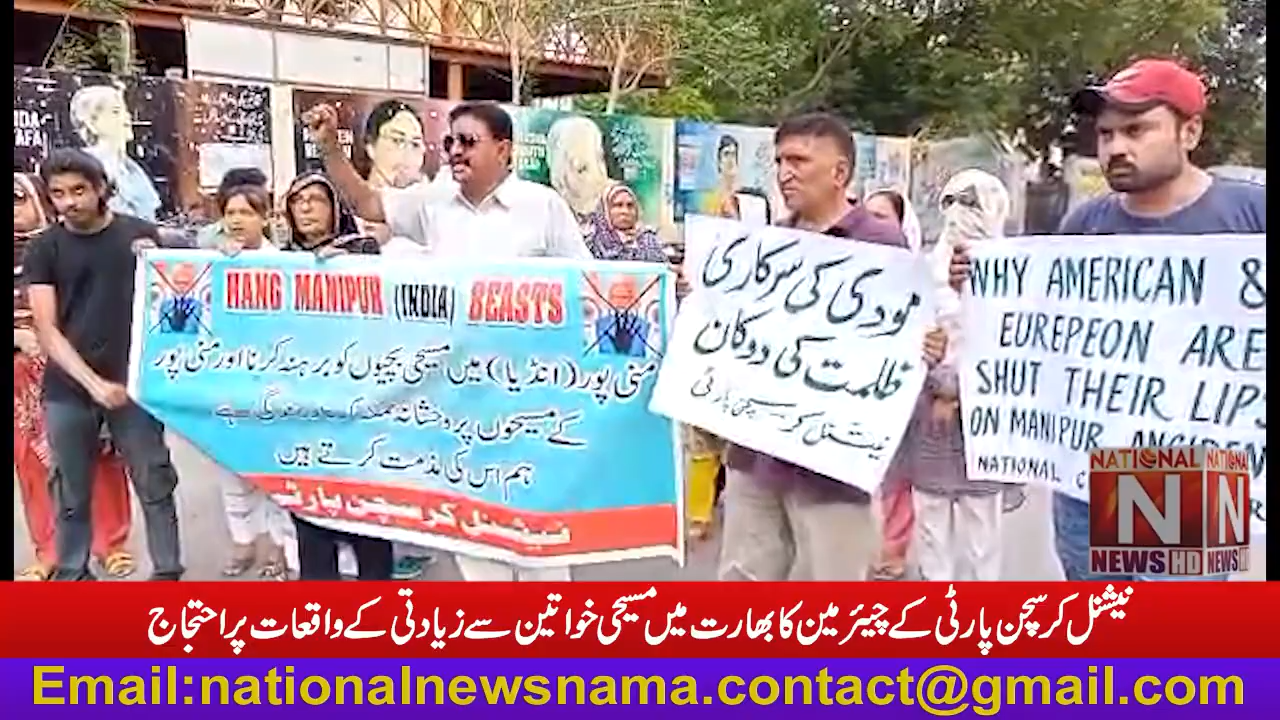 HANG MANIPUR (INDIA) BEASTS
منی پور (انڈیا) میں مسیحی بچیوں کو برہنہ کرنا اور منی پور
کے مسیحوں پر وحشانہ
ہم اس کی مذمت کرتے ہیں
نیشنل کرسچن پارٹی
مودی کی سرکاری
ظلمت کی دوکان
نیشنل کرسچن پارٹی
WHY AMERICAN &
EUREPEON ARE
SHUT THEIR LIPS
ON MANIPUR
NATIONAL
NATIONAL
N
NEWS HD
NATIONAL
N
NEWS
نیشنل کرسچن پارٹی کے چیئرمین کا بھارت میں مسیحی خواتین سے زیادتی کے واقعات پر احتجاج
Email:nationalnewsnama.contact@gmail.com